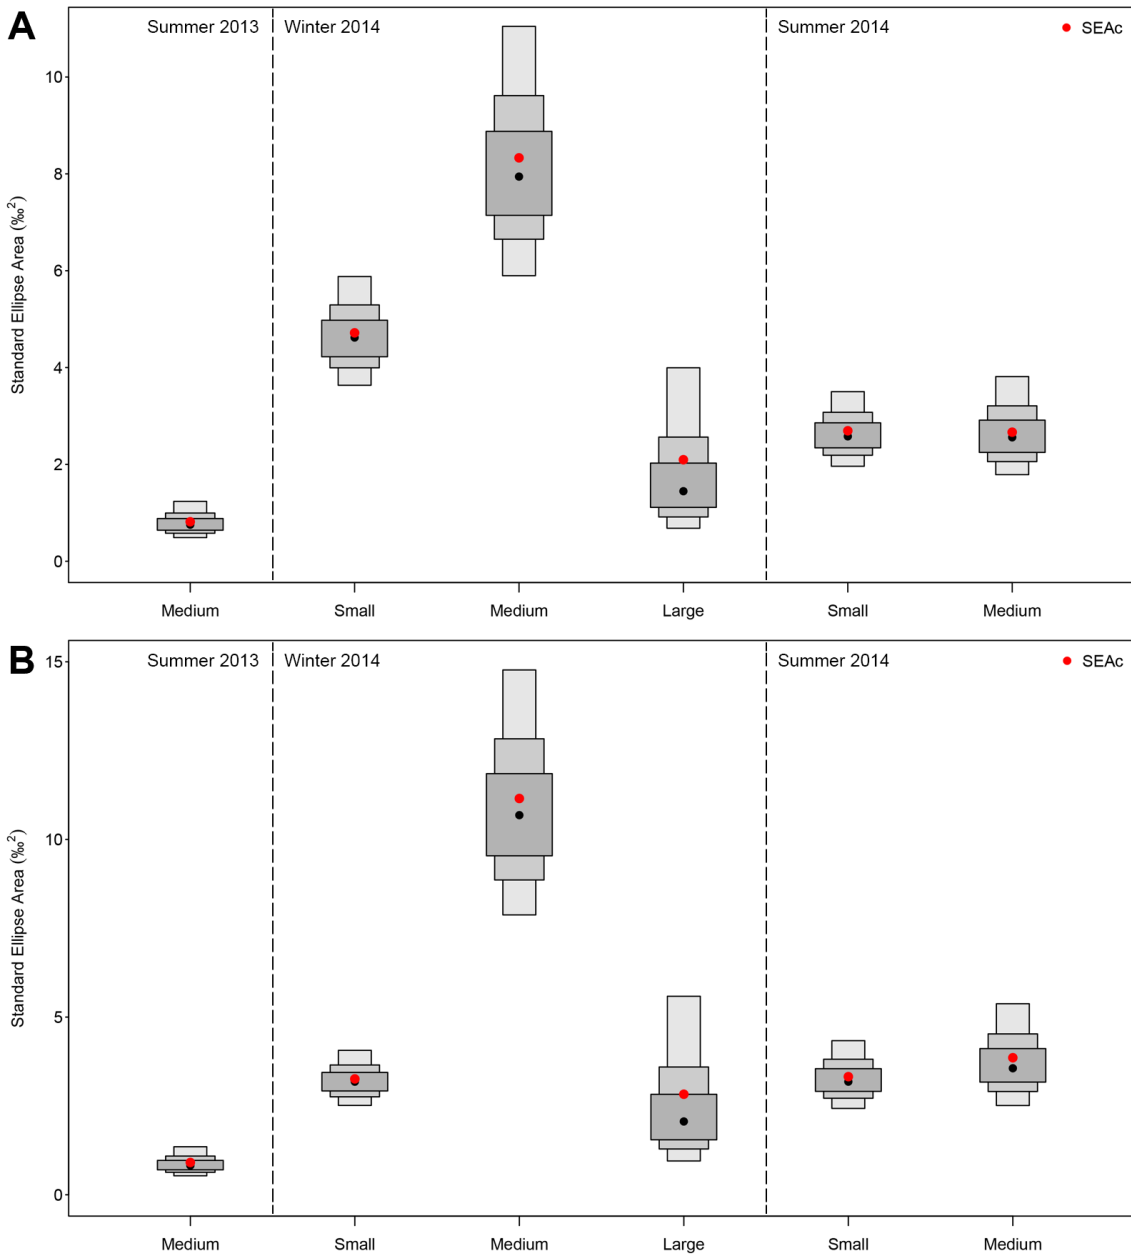 A
Summer 2013
Winter 2014
Summer 2014
SEAc
10
8
6
4
2
0
Standard Ellipse Area (‰²)
Medium
Small
Medium
Large
Small
Medium
B
Summer 2013
Winter 2014
Summer 2014
SEAc
15
10
5
0
Standard Ellipse Area (‰²)
Medium
Small
Medium
Large
Small
Medium